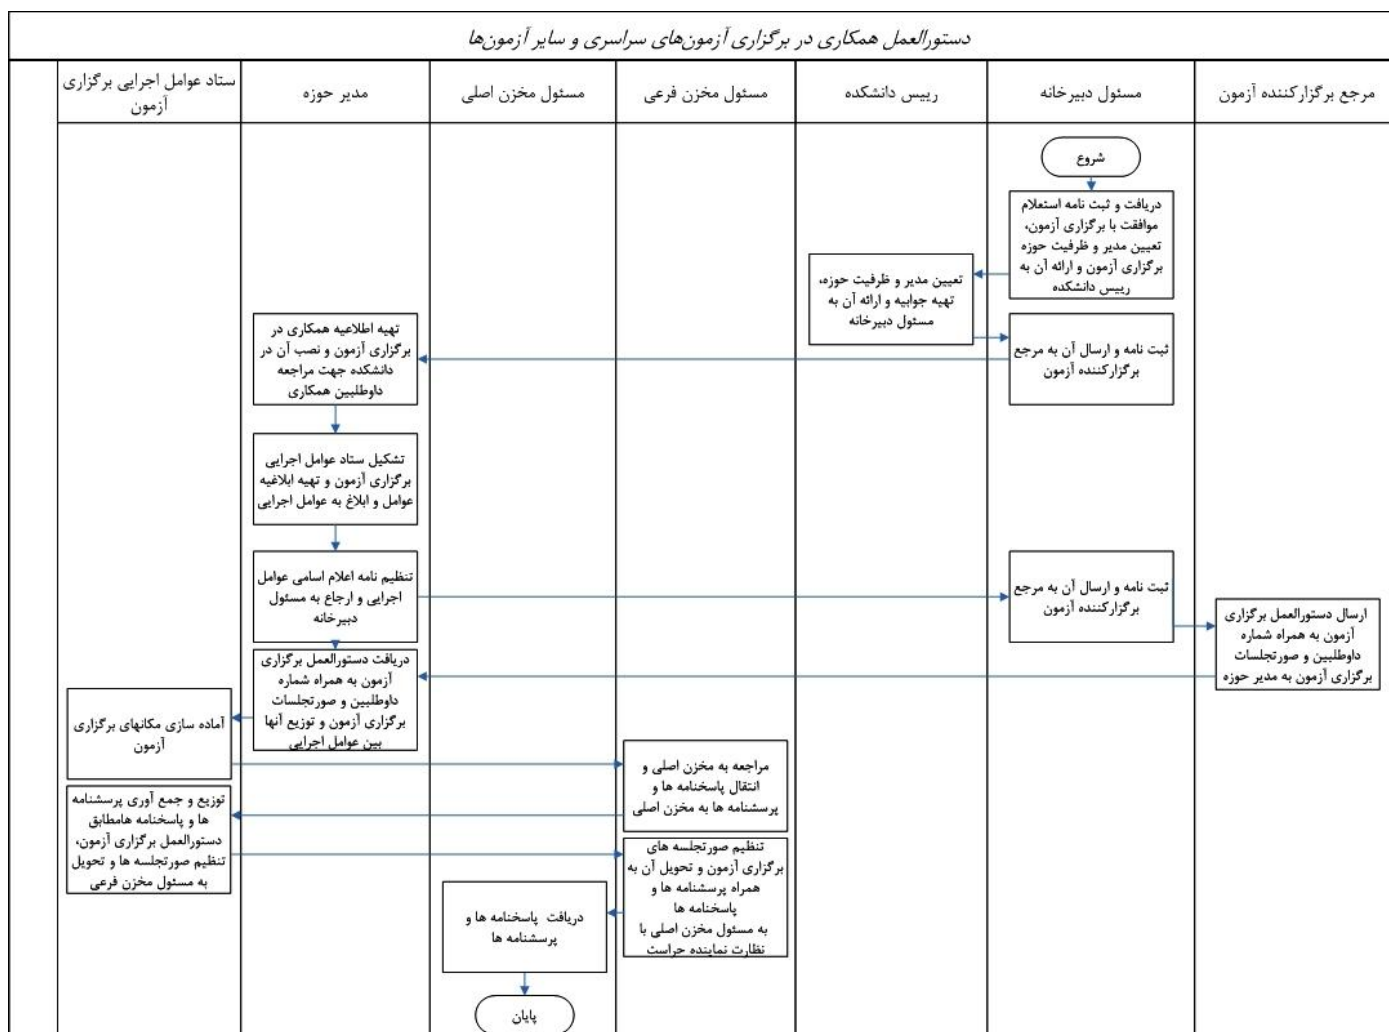 دستورالعمل همکاری در برگزاری آزمون‌های سراسری و سایر آزمون‌ها
مرجع برگزارکننده آزمون
مسئول دبیرخانه
رییس دانشکده
مسئول مخزن فرعی
مسئول مخزن اصلی
مدیر حوزه
ستاد عوامل اجرایی برگزاری
آزمون
شروع
دریافت و ثبت نامه استعلام
موافقت با برگزاری آزمون،
تعیین مدیر و ظرفیت حوزه
برگزاری آزمون و ارائه آن به
رییس دانشکده
تعیین مدیر و ظرفیت حوزه،
تهیه جوابیه و ارائه آن به
مسئول دبیرخانه
ثبت نامه و ارسال آن به مرجع
برگزارکننده آزمون
تهیه اطلاعیه همکاری در
برگزاری آزمون و نصب آن در
دانشکده جهت مراجعه
داوطلبین همکاری
تشکیل ستاد عوامل اجرایی
برگزاری آزمون و تهیه ابلاغیه
عوامل و ابلاغ به عوامل اجرایی
تنظیم نامه اعلام اسامی عوامل
اجرایی و ارجاع به مسئول
دبیرخانه
ثبت نامه و ارسال آن به مرجع
برگزارکننده آزمون
ارسال دستورالعمل برگزاری
آزمون به همراه شماره
داوطلبین و صورتجلسات
برگزاری آزمون به مدیر حوزه
دریافت دستورالعمل برگزاری
آزمون به همراه شماره
داوطلبین و صورتجلسات
برگزاری آزمون و توزیع آنها
بین عوامل اجرایی
آماده سازی مکانهای برگزاری
آزمون
مراجعه به مخزن اصلی و
انتقال پاسخنامه ها و
پرسشنامه ها به مخزن اصلی
توزیع و جمع آوری پرسشنامه
ها و پاسخنامه هامطابق
دستورالعمل برگزاری آزمون،
تنظیم صورتجلسه ها و تحویل
به مسئول مخزن فرعی
تنظیم صورتجلسه های
برگزاری آزمون و تحویل آن به
همراه پرسشنامه ها و
پاسخنامه ها
به مسئول مخزن اصلی با
نظارت نماینده حراست
دریافت پاسخنامه ها و
پرسشنامه ها
پایان